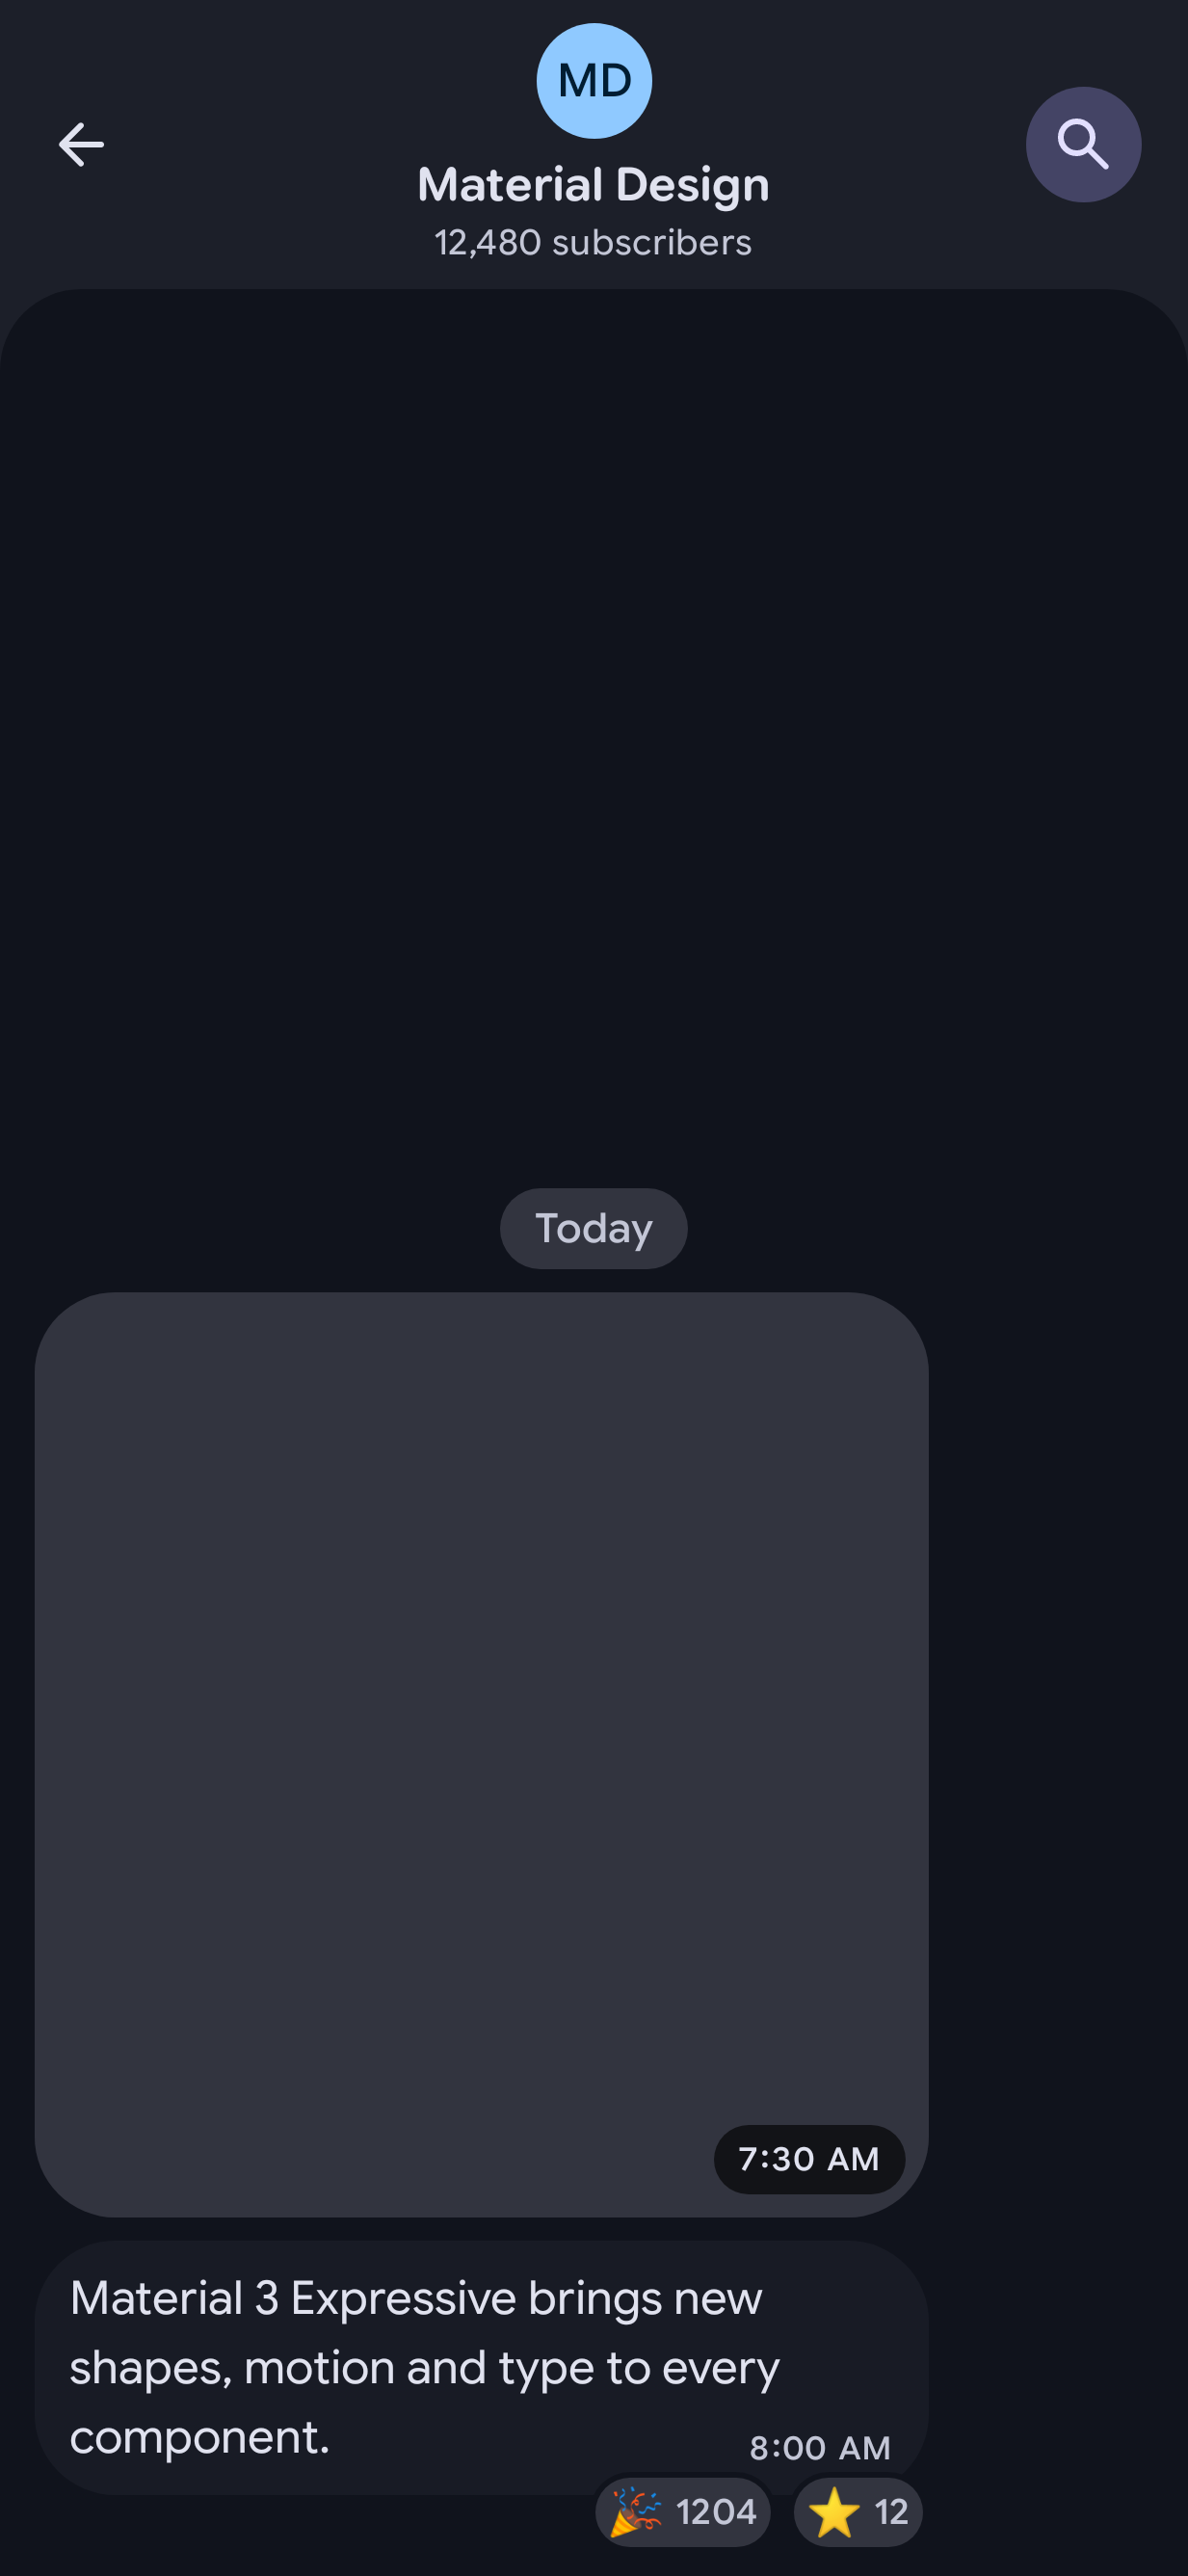 MD
Material Design
12,480 subscribers
Today
7:30 AM
Material 3 Expressive brings new
shapes, motion and type to every
component.
8:00 AM
🎉 1204
⭐ 12